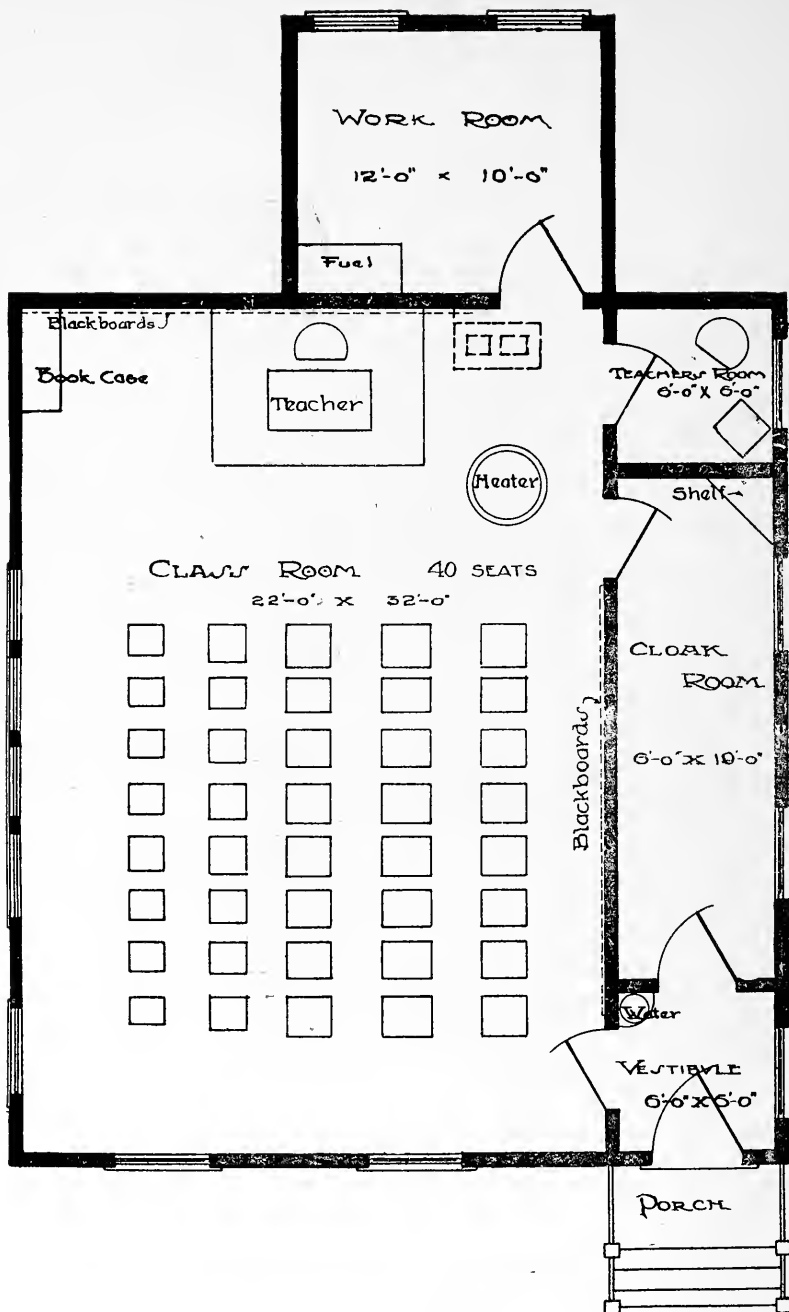 WORK ROOM
12'-0" x 10'-0"
Fuel
Blackboards
Book Case
Teacher
TEACHERS ROOM
6'-0" X 6'-0"
Heater
Shelf
CLASS ROOM 40 SEATS
22'-0" X 32'-0"
CLOAK
ROOM
6'-0" X 19'-0"
Blackboards
Water
VESTIBULE
6'-0" X 6'-0"
PORCH